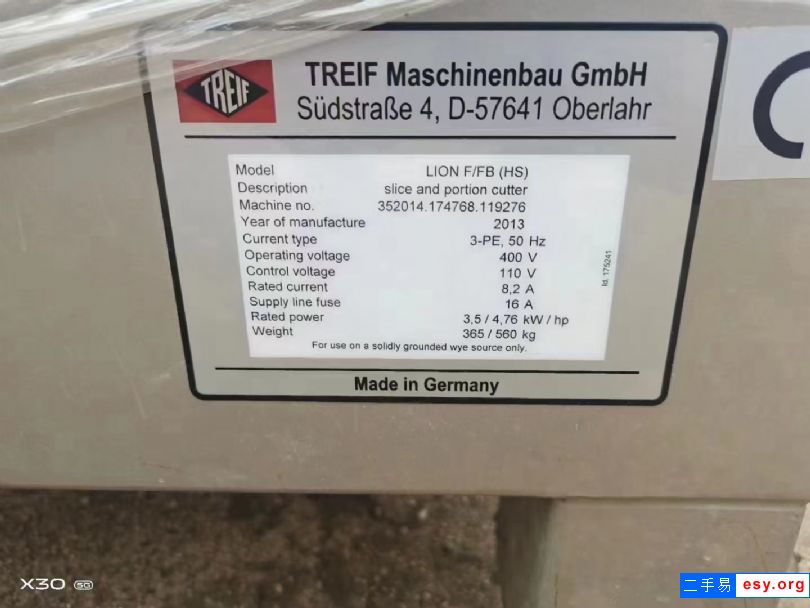 TREIF
TREIF Maschinenbau GmbH
Südstraße 4, D-57641 Oberlahr
Model LION F/FB (HS)
Description slice and portion cutter
Machine no. 352014.174768.119276
Year of manufacture 2013
Current type 3-PE, 50 Hz
Operating voltage 400 V
Control voltage 110 V
Rated current 8,2 A
Supply line fuse 16 A
Rated power 3,5 / 4,76 kW / hp
Weight 365 / 560 kg
For use on a solidly grounded wye source only.
Id. 175241
Made in Germany
X30 5G
二手易 esy.org